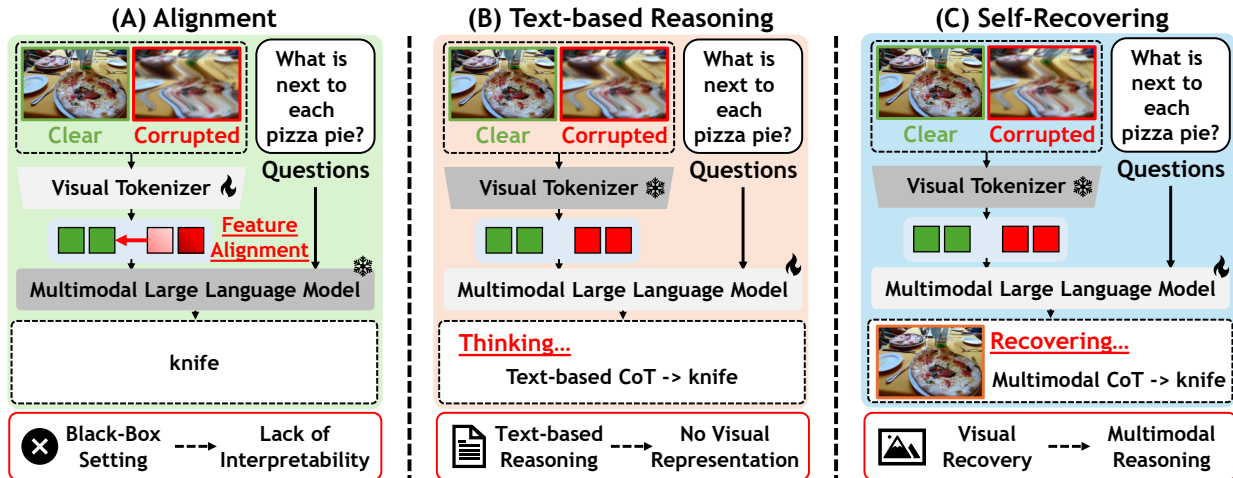 (A) Alignment
What is
next to
each
pizza pie?
Clear
Corrupted
Questions
Visual Tokenizer
Feature
Alignment
Multimodal Large Language Model
knife
Black-Box
Setting
Lack of
Interpretability
(B) Text-based Reasoning
What is
next to
each
pizza pie?
Clear
Corrupted
Questions
Visual Tokenizer
Multimodal Large Language Model
Thinking...
Text-based CoT -> knife
Text-based
Reasoning
No Visual
Representation
(C) Self-Recovering
What is
next to
each
pizza pie?
Clear
Corrupted
Questions
Visual Tokenizer
Multimodal Large Language Model
Recovering...
Multimodal CoT -> knife
Visual
Recovery
Multimodal
Reasoning